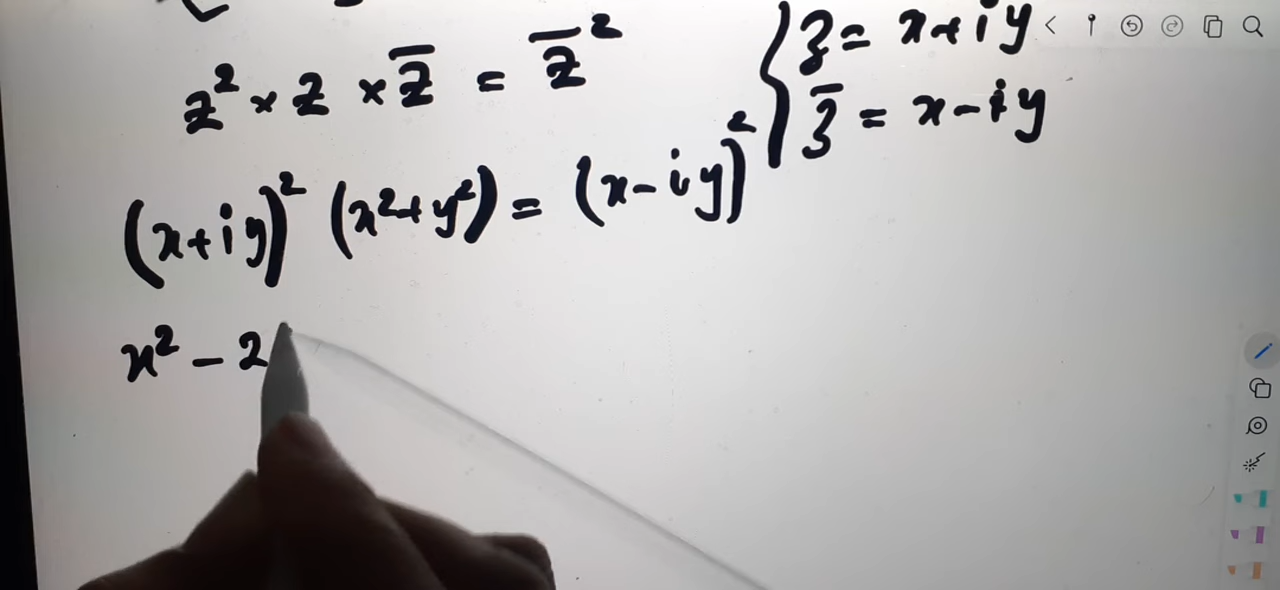 z² × z × z̅ = z̅²
{ z = x + iy
z̅ = x - iy
(x+iy)² (x²+y²) = (x-iy)²
x² - 2